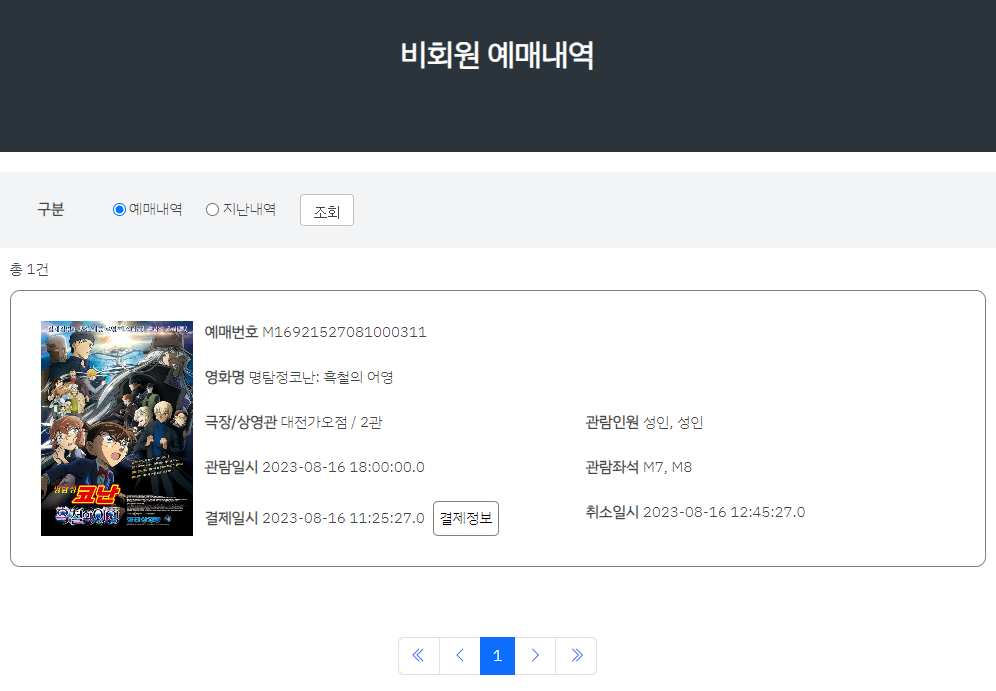 비회원 예매내역
구분 예매내역 지난내역 조회
총 1건
예매번호 M16921527081000311
영화명 명탐정코난: 흑철의 어영
극장/상영관 대전가오점 / 2관 관람인원 성인, 성인
관람일시 2023-08-16 18:00:00.0 관람좌석 M7, M8
결제일시 2023-08-16 11:25:27.0 결제정보 취소일시 2023-08-16 12:45:27.0
명탐정
코난
흑철의 어영
« ‹ 1 › »